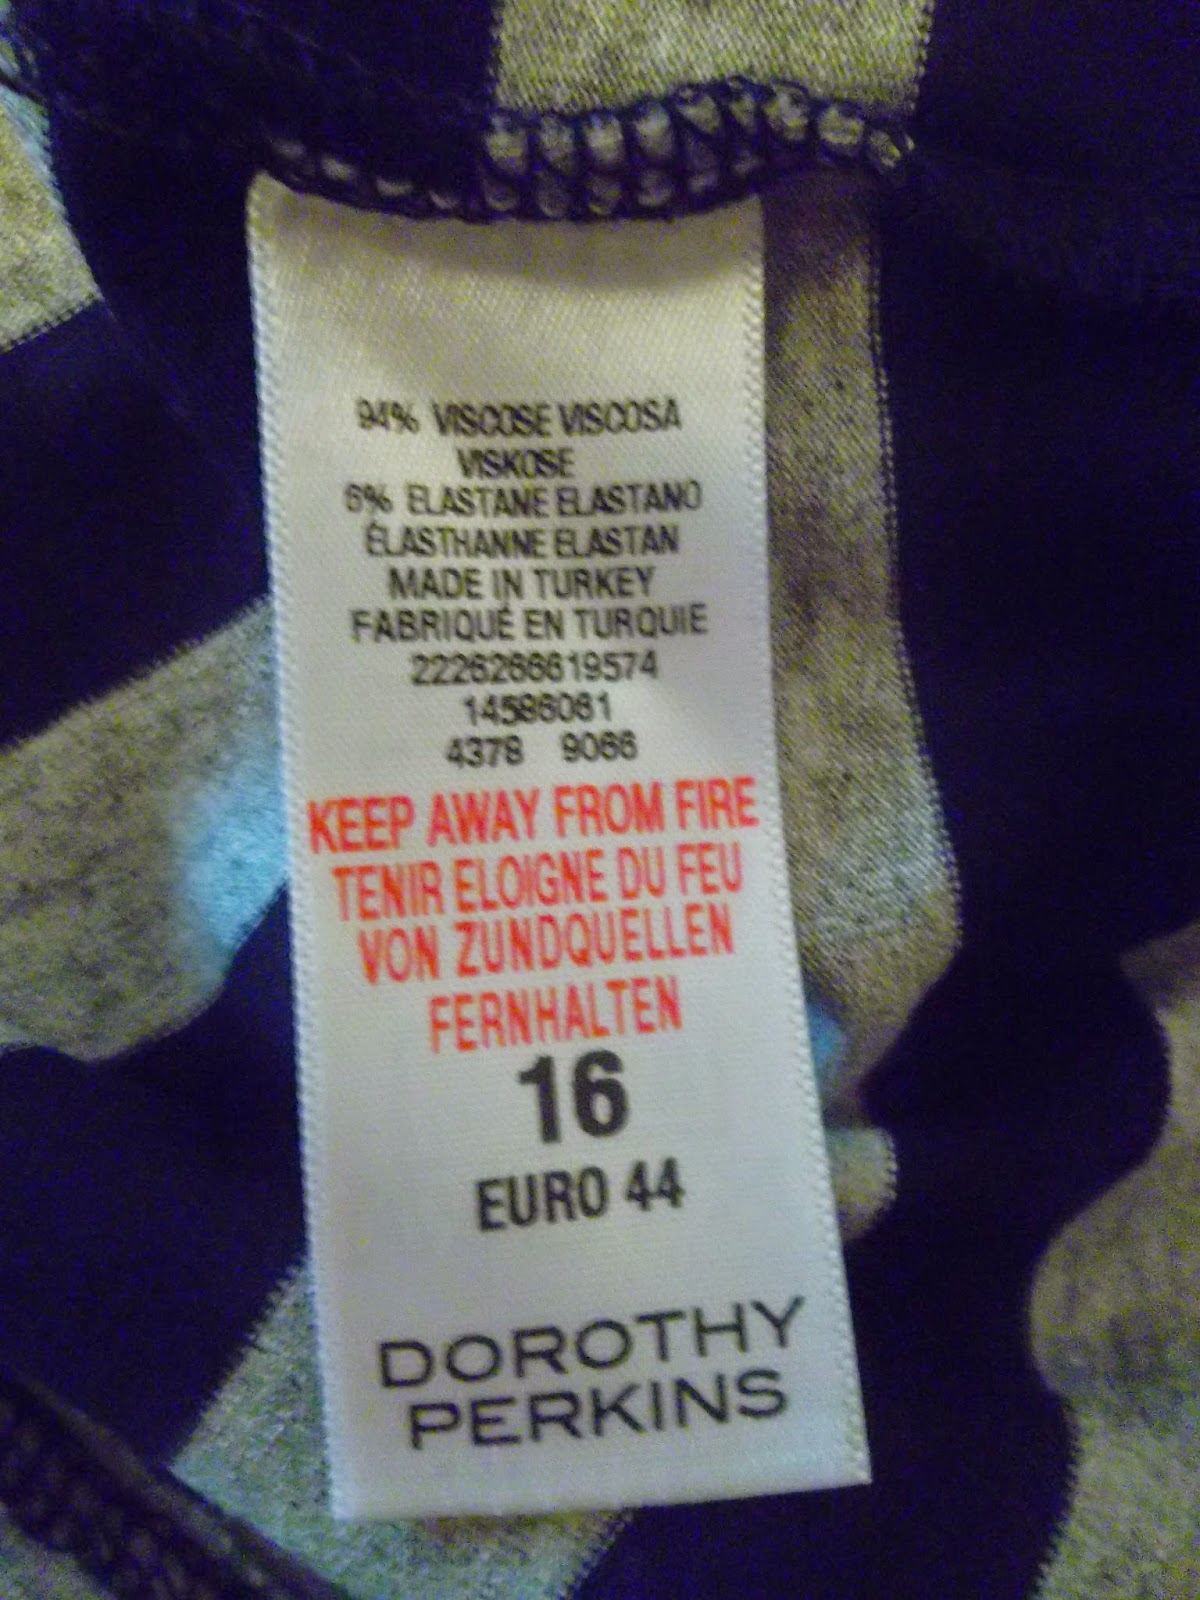 94% VISCOSE VISCOSA
VISKOSE
6% ELASTANE ELASTANO
ÉLASTHANNE ELASTAN
MADE IN TURKEY
FABRIQUÉ EN TURQUIE
2226266619574
14586061
4378 9066
KEEP AWAY FROM FIRE
TENIR ELOIGNE DU FEU
VON ZUNDQUELLEN
FERNHALTEN
16
EURO 44
DOROTHY
PERKINS